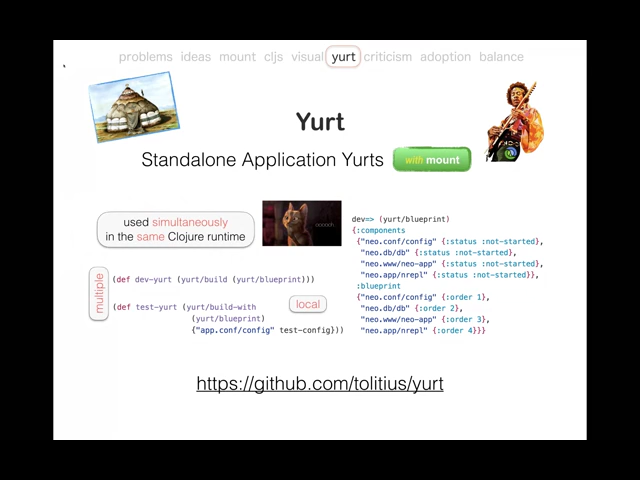 problems ideas mount cljs visual yurt criticism adoption balance
Yurt
Standalone Application Yurts with mount
used simultaneously
in the same Clojure runtime
multiple
(def dev-yurt (yurt/build (yurt/blueprint)))
(def test-yurt (yurt/build-with
(yurt/blueprint)
{"app.conf/config" test-config}))
local
dev=> (yurt/blueprint)
{:components
{"neo.conf/config" {:status :not-started},
"neo.db/db" {:status :not-started},
"neo.www/neo-app" {:status :not-started},
"neo.app/nrepl" {:status :not-started}},
:blueprint
{"neo.conf/config" {:order 1},
"neo.db/db" {:order 2},
"neo.www/neo-app" {:order 3},
"neo.app/nrepl" {:order 4}}}
https://github.com/tolitius/yurt